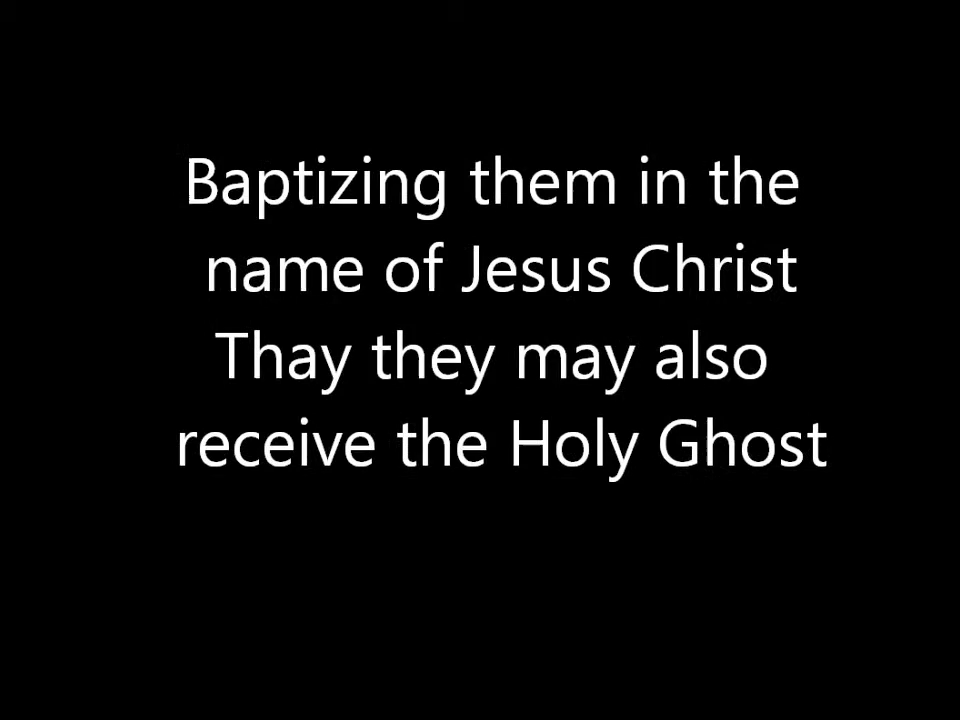 Baptizing them in the
name of Jesus Christ
Thay they may also
receive the Holy Ghost